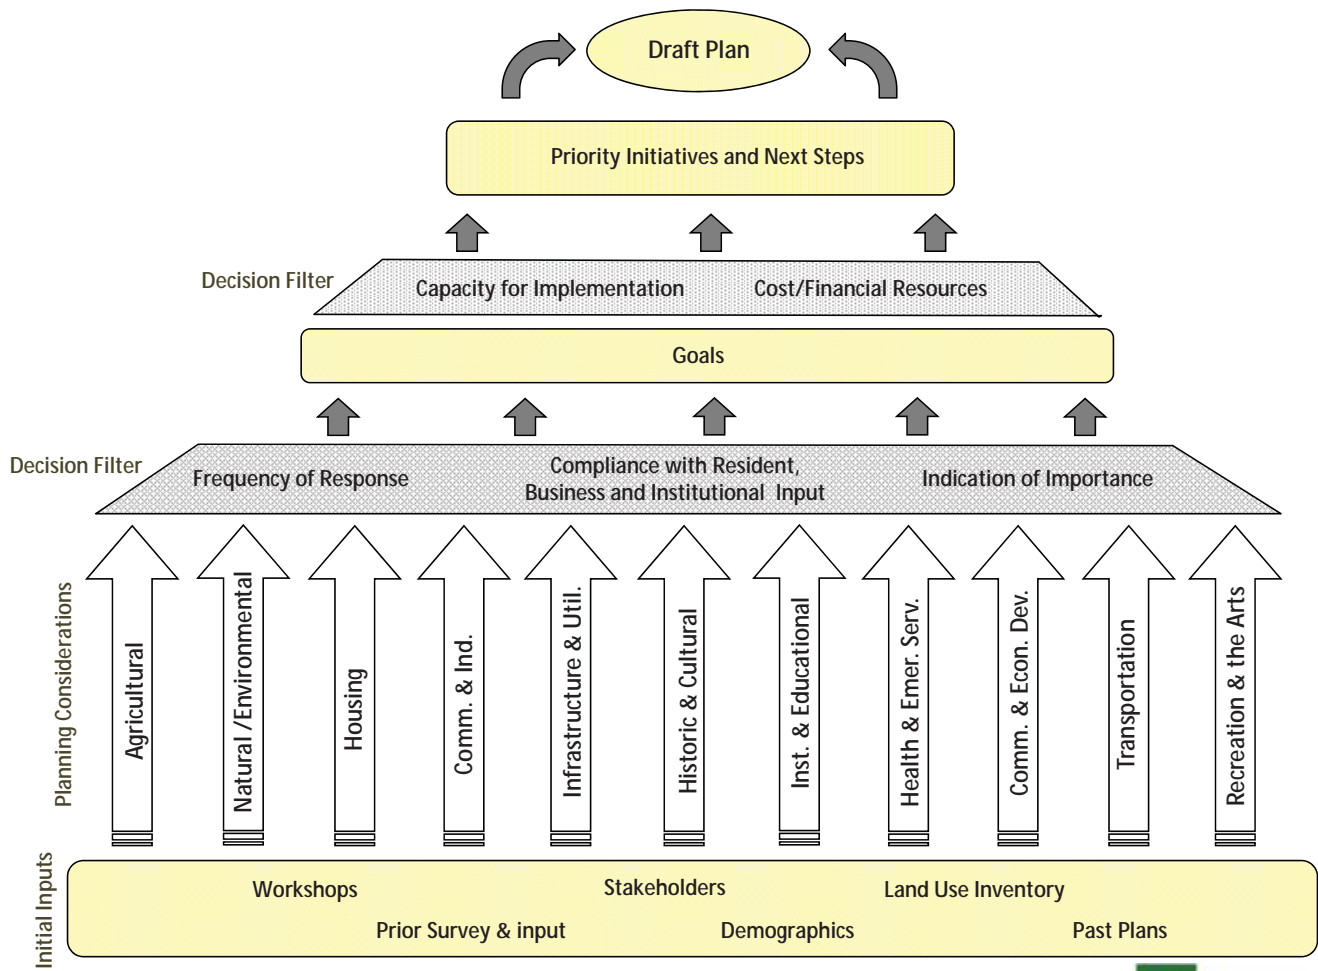 Draft Plan
Priority Initiatives and Next Steps
Decision Filter
Capacity for Implementation
Cost/Financial Resources
Goals
Decision Filter
Frequency of Response
Compliance with Resident,
Business and Institutional Input
Indication of Importance
Planning Considerations
Agricultural
Natural /Environmental
Housing
Comm. & Ind.
Infrastructure & Util.
Historic & Cultural
Inst. & Educational
Health & Emer. Serv.
Comm. & Econ. Dev.
Transportation
Recreation & the Arts
Initial Inputs
Workshops
Stakeholders
Land Use Inventory
Prior Survey & input
Demographics
Past Plans